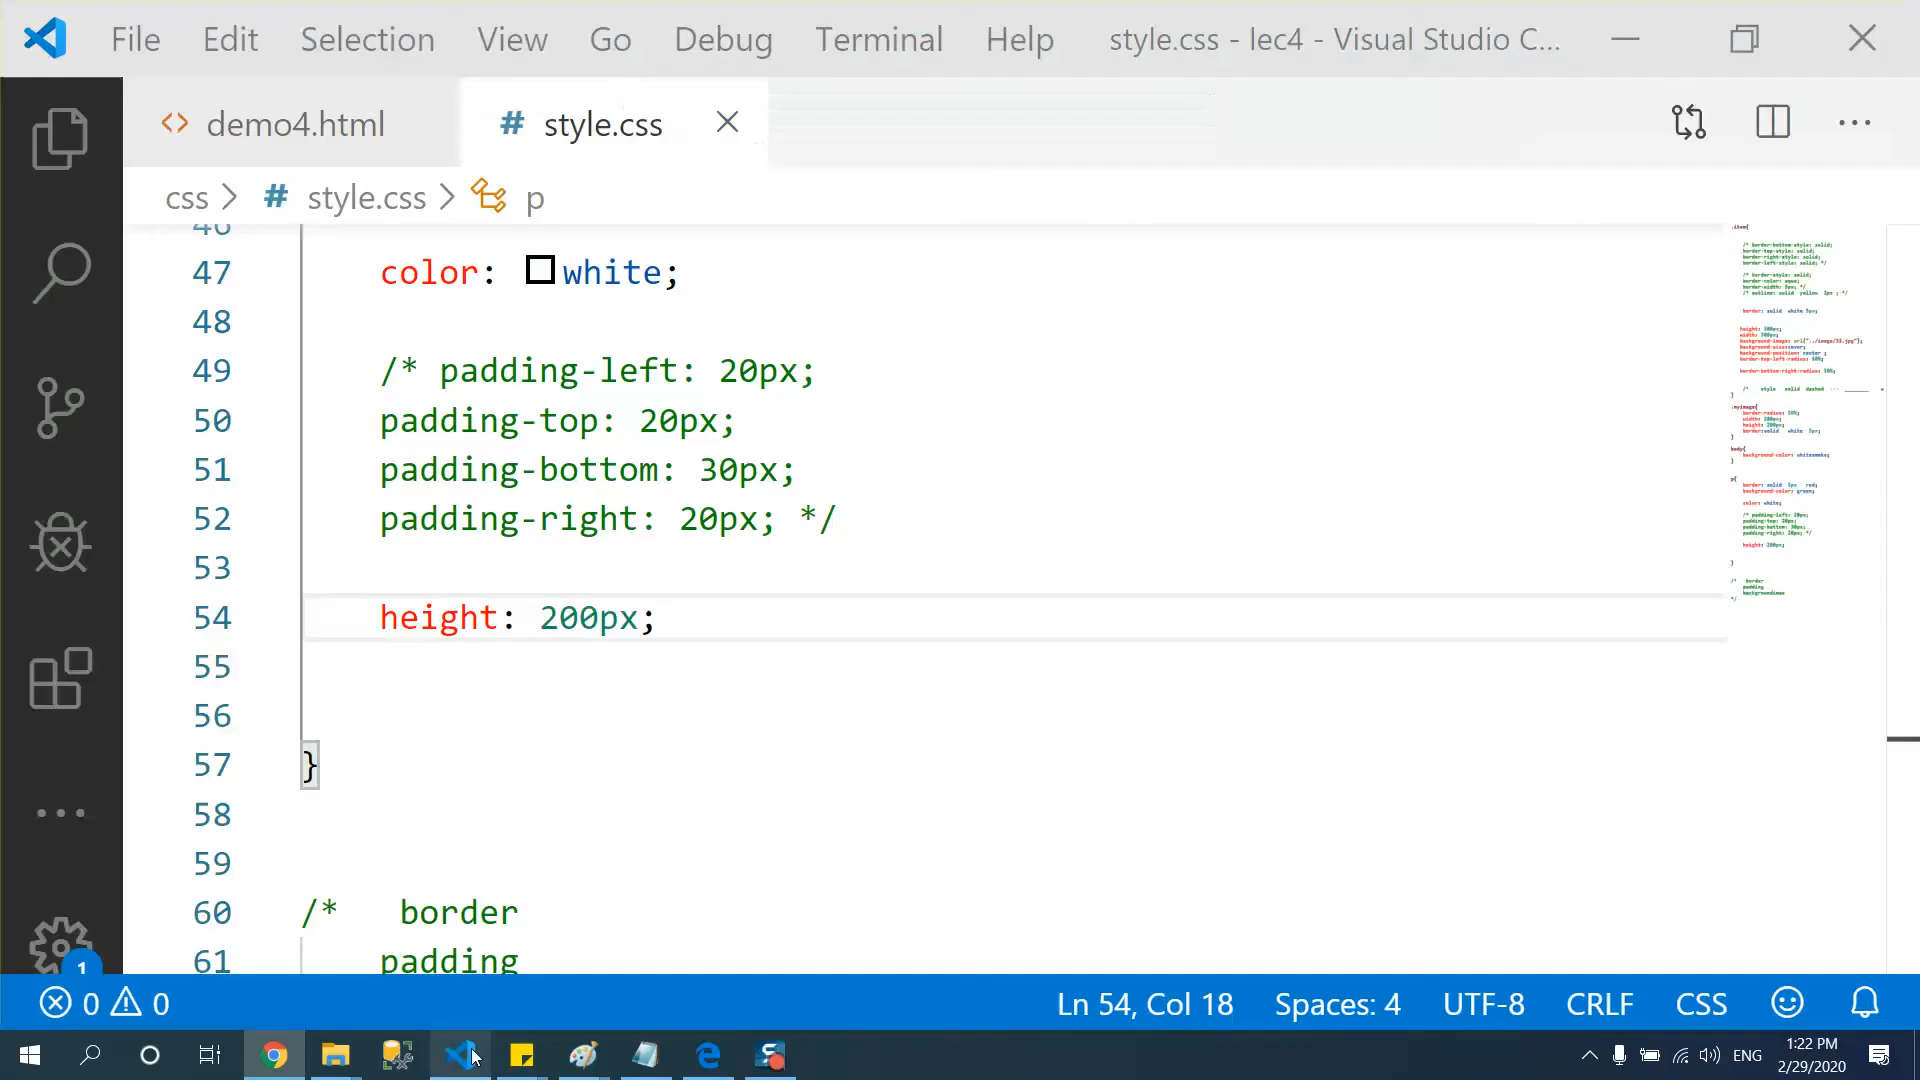 File Edit Selection View Go Debug Terminal Help style.css - lec4 - Visual Studio C...
<> demo4.html # style.css
css > # style.css > p
46
47 color: white;
48
49 /* padding-left: 20px;
50 padding-top: 20px;
51 padding-bottom: 30px;
52 padding-right: 20px; */
53
54 height: 200px;
55
56
57 }
58
59
60 /* border
61 padding
1
0 0 Ln 54, Col 18 Spaces: 4 UTF-8 CRLF CSS
ENG 1:22 PM
2/29/2020